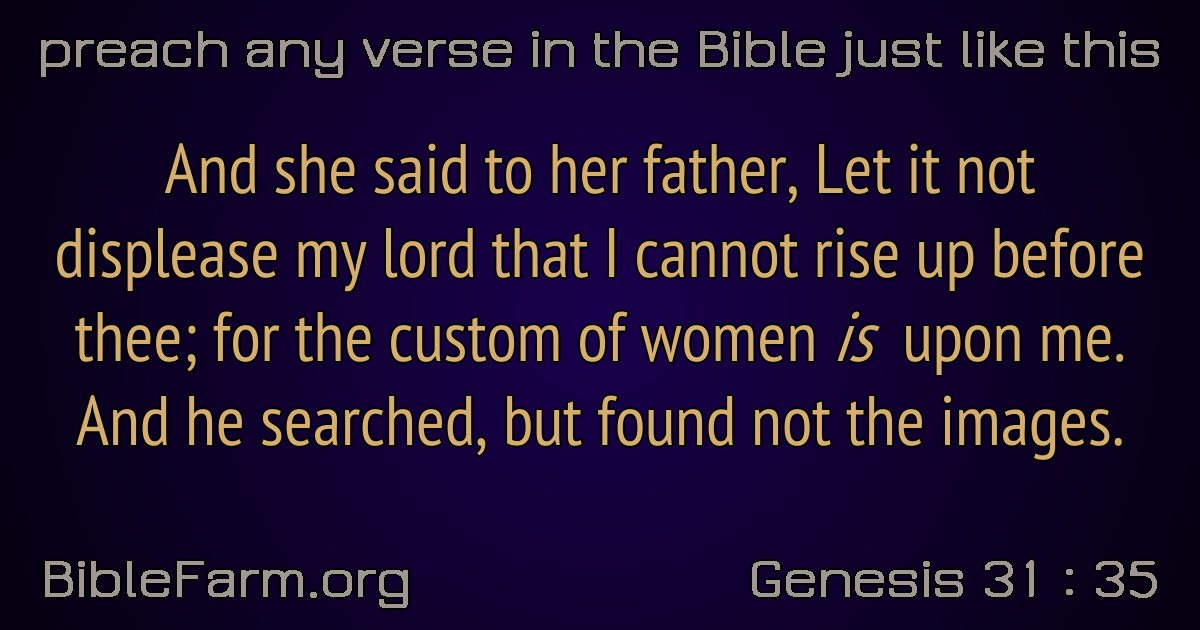 preach any verse in the Bible just like this
And she said to her father, Let it not
displease my lord that I cannot rise up before
thee; for the custom of women is upon me.
And he searched, but found not the images.
BibleFarm.org
Genesis 31 : 35